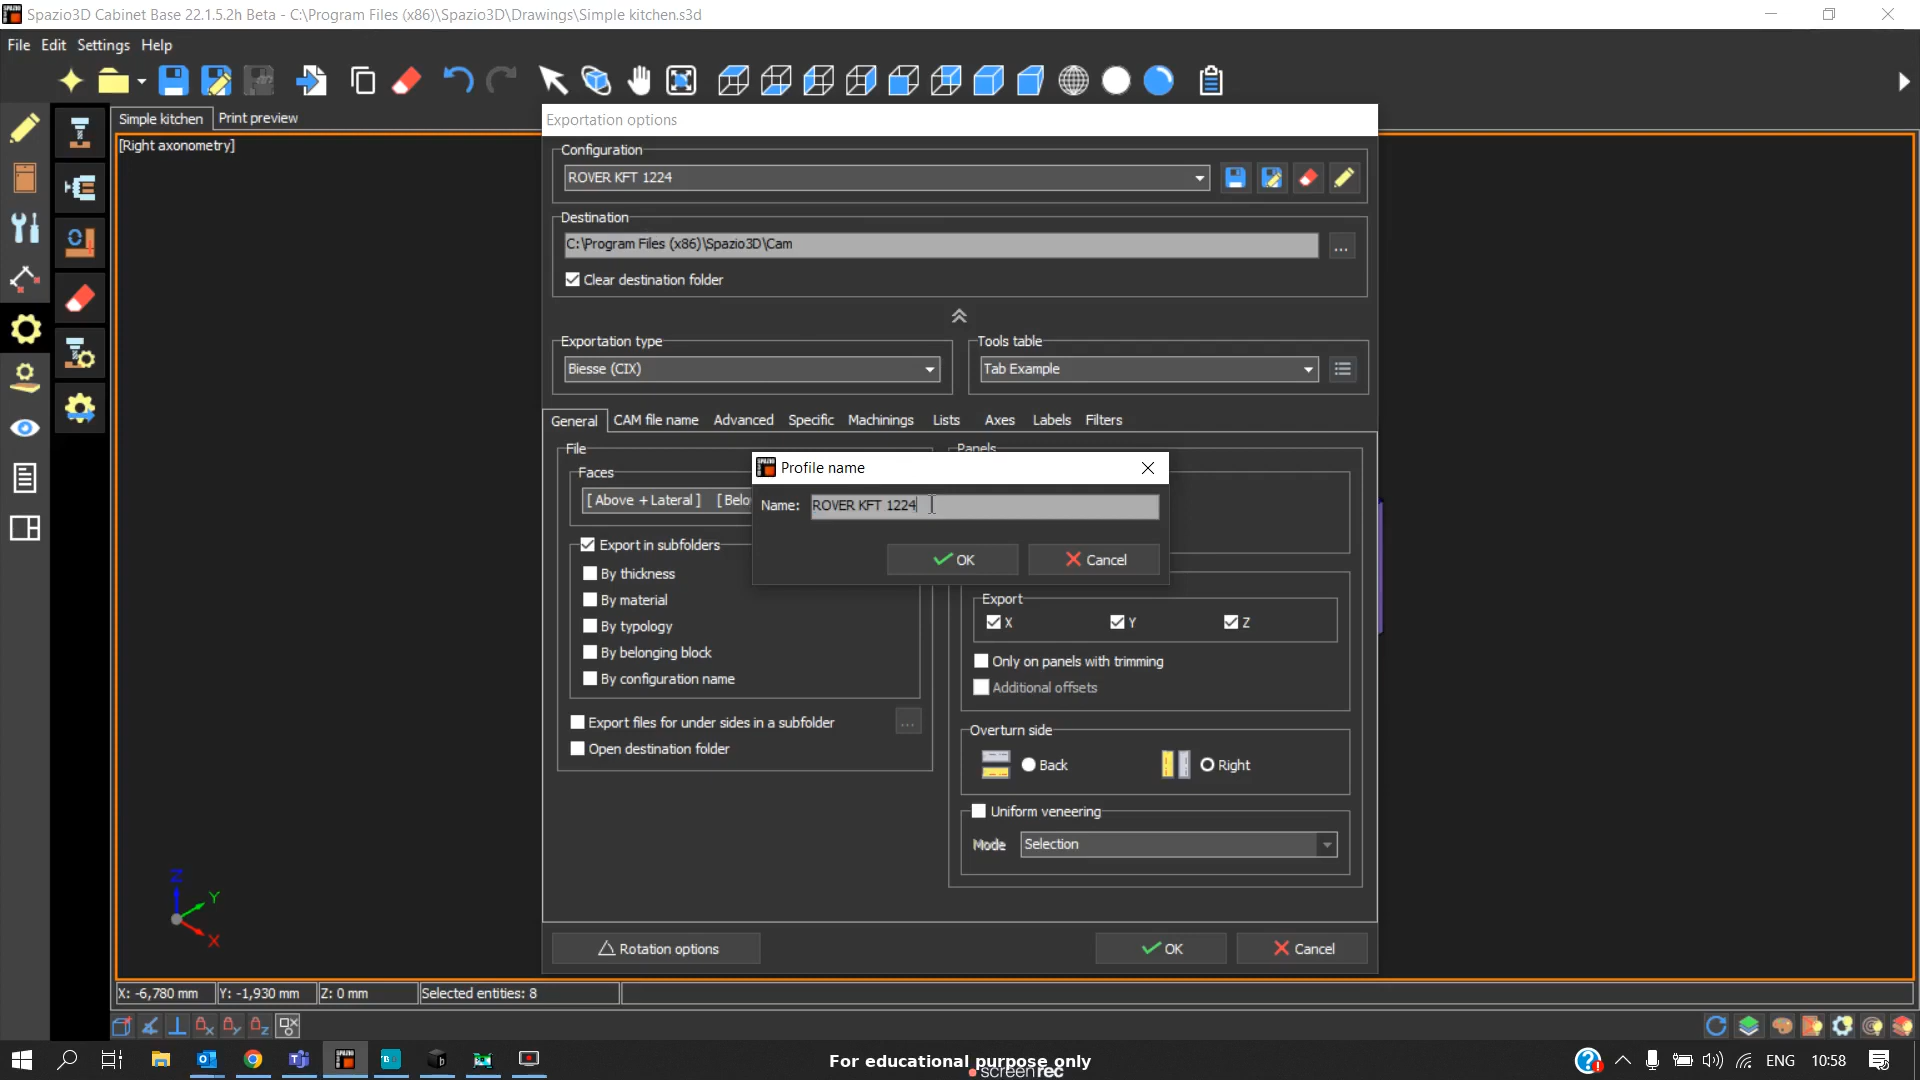 Spazio3D Cabinet Base 22.1.5.2h Beta - C:\Program Files (x86)\Spazio3D\Drawings\Simple kitchen.s3d
File Edit Settings Help
Simple kitchen Print preview
[Right axonometry]
Exportation options
Configuration
ROVER KFT 1224
Destination
C:\Program Files (x86)\Spazio3D\Cam
...
Clear destination folder
Exportation type
Biesse (CIX)
Tools table
Tab Example
General CAM file name Advanced Specific Machinings Lists Axes Labels Filters
File
Faces
[ Above + Lateral ] [ Belo
Panels
Profile name
Name: ROVER KFT 1224
OK Cancel
Export in subfolders
By thickness
By material
By typology
By belonging block
By configuration name
Export files for under sides in a subfolder
...
Open destination folder
Export
X Y Z
Only on panels with trimming
Additional offsets
Overturn side
Back Right
Uniform veneering
Mode Selection
Rotation options
OK Cancel
Z
Y
X
X: -6,780 mm Y: -1,930 mm Z: 0 mm Selected entities: 8
For educational purpose only
screenrec
ENG 10:58